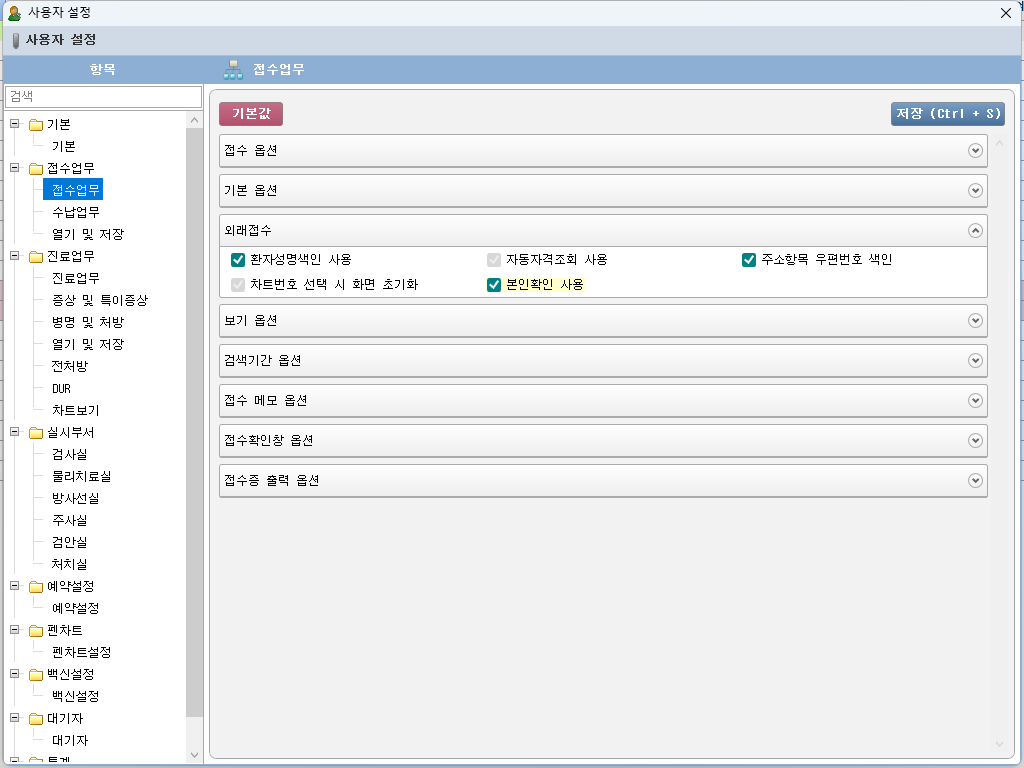 사용자 설정
사용자 설정
항목
접수업무
검색
기본
기본
접수업무
접수업무
수납업무
열기 및 저장
진료업무
진료업무
증상 및 특이증상
병명 및 처방
열기 및 저장
전처방
DUR
차트보기
실시부서
검사실
물리치료실
방사선실
주사실
검안실
처치실
예약설정
예약설정
펜차트
펜차트설정
백신설정
백신설정
대기자
대기자
기본값
저장 (Ctrl + S)
접수 옵션
기본 옵션
외래접수
환자성명색인 사용
자동자격조회 사용
주소항목 우편번호 색인
차트번호 선택 시 화면 초기화
본인확인 사용
보기 옵션
검색기간 옵션
접수 메모 옵션
접수확인창 옵션
접수증 출력 옵션